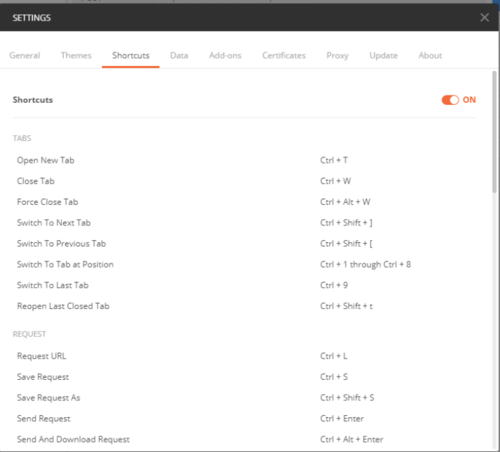 SETTINGS
General Themes Shortcuts Data Add-ons Certificates Proxy Update About
Shortcuts ON
TABS
Open New Tab Ctrl + T
Close Tab Ctrl + W
Force Close Tab Ctrl + Alt + W
Switch To Next Tab Ctrl + Shift + ]
Switch To Previous Tab Ctrl + Shift + [
Switch To Tab at Position Ctrl + 1 through Ctrl + 8
Switch To Last Tab Ctrl + 9
Reopen Last Closed Tab Ctrl + Shift + t
REQUEST
Request URL Ctrl + L
Save Request Ctrl + S
Save Request As Ctrl + Shift + S
Send Request Ctrl + Enter
Send And Download Request Ctrl + Alt + Enter